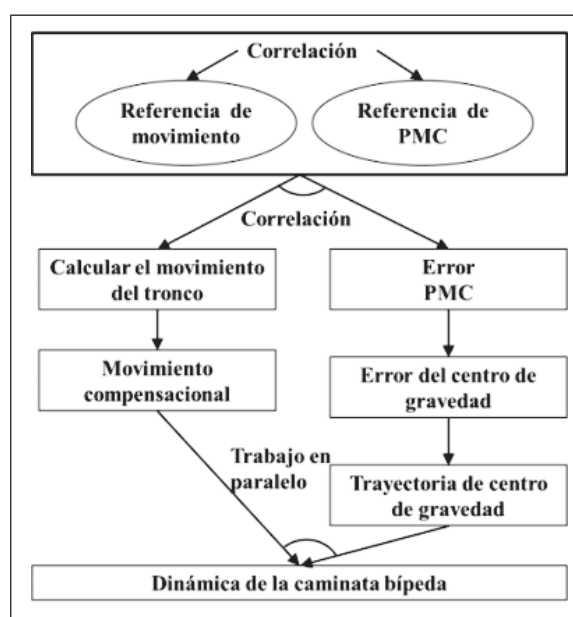 Correlación
Referencia de
movimiento
Referencia de
PMC
Correlación
Calcular el movimiento
del tronco
Error
PMC
Movimiento
compensacional
Error del centro de
gravedad
Trabajo en
paralelo
Trayectoria de centro
de gravedad
Dinámica de la caminata bípeda